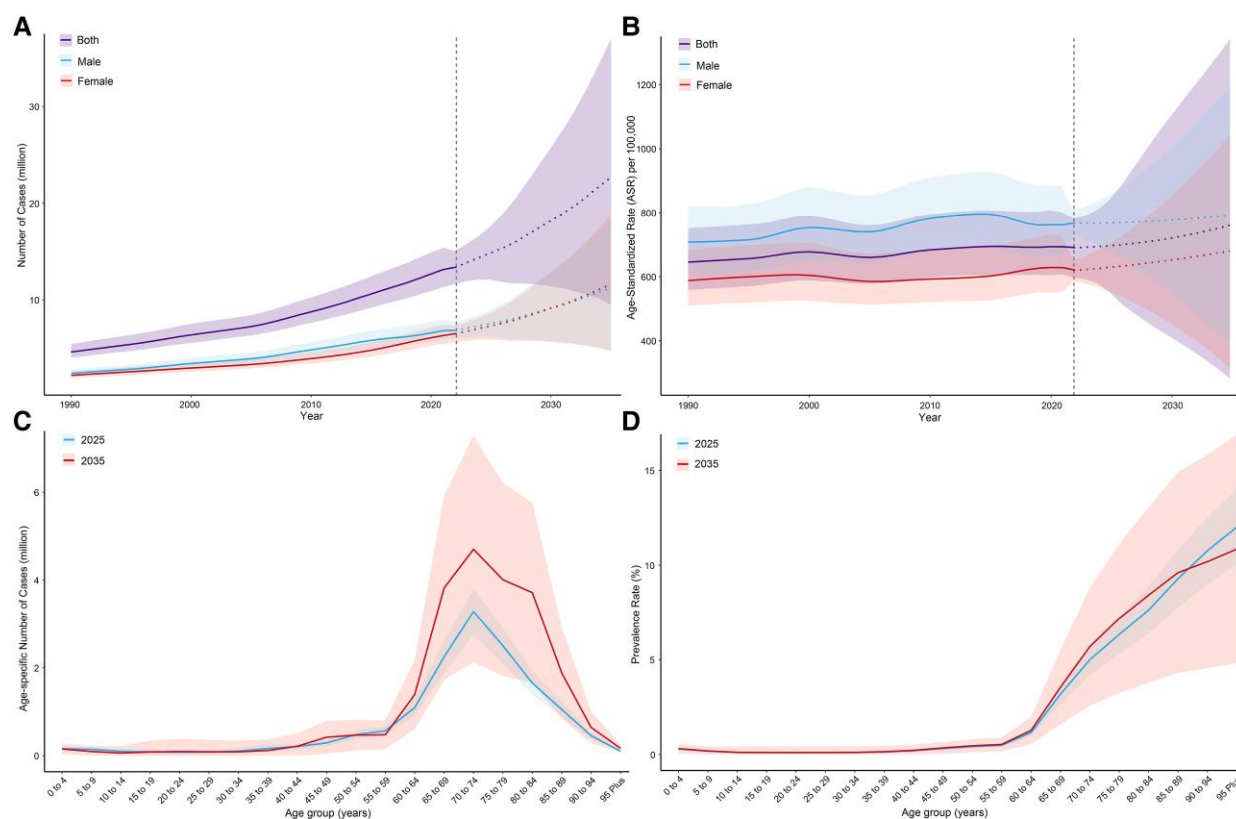 A
Both
Male
Female
Number of Cases (million)
30
20
10
1990
2000
2010
2020
2030
Year
B
Both
Male
Female
Age-Standardized Rate (ASR) per 100,000
1200
1000
800
600
400
1990
2000
2010
2020
2030
Year
C
2025
2035
Age-specific Number of Cases (million)
6
4
2
0
0 to 4
5 to 9
10 to 14
15 to 19
20 to 24
25 to 29
30 to 34
35 to 39
40 to 44
45 to 49
50 to 54
55 to 59
60 to 64
65 to 69
70 to 74
75 to 79
80 to 84
85 to 89
90 to 94
95 Plus
Age group (years)
D
2025
2035
Prevalence Rate (%)
15
10
5
0
0 to 4
5 to 9
10 to 14
15 to 19
20 to 24
25 to 29
30 to 34
35 to 39
40 to 44
45 to 49
50 to 54
55 to 59
60 to 64
65 to 69
70 to 74
75 to 79
80 to 84
85 to 89
90 to 94
95 Plus
Age group (years)